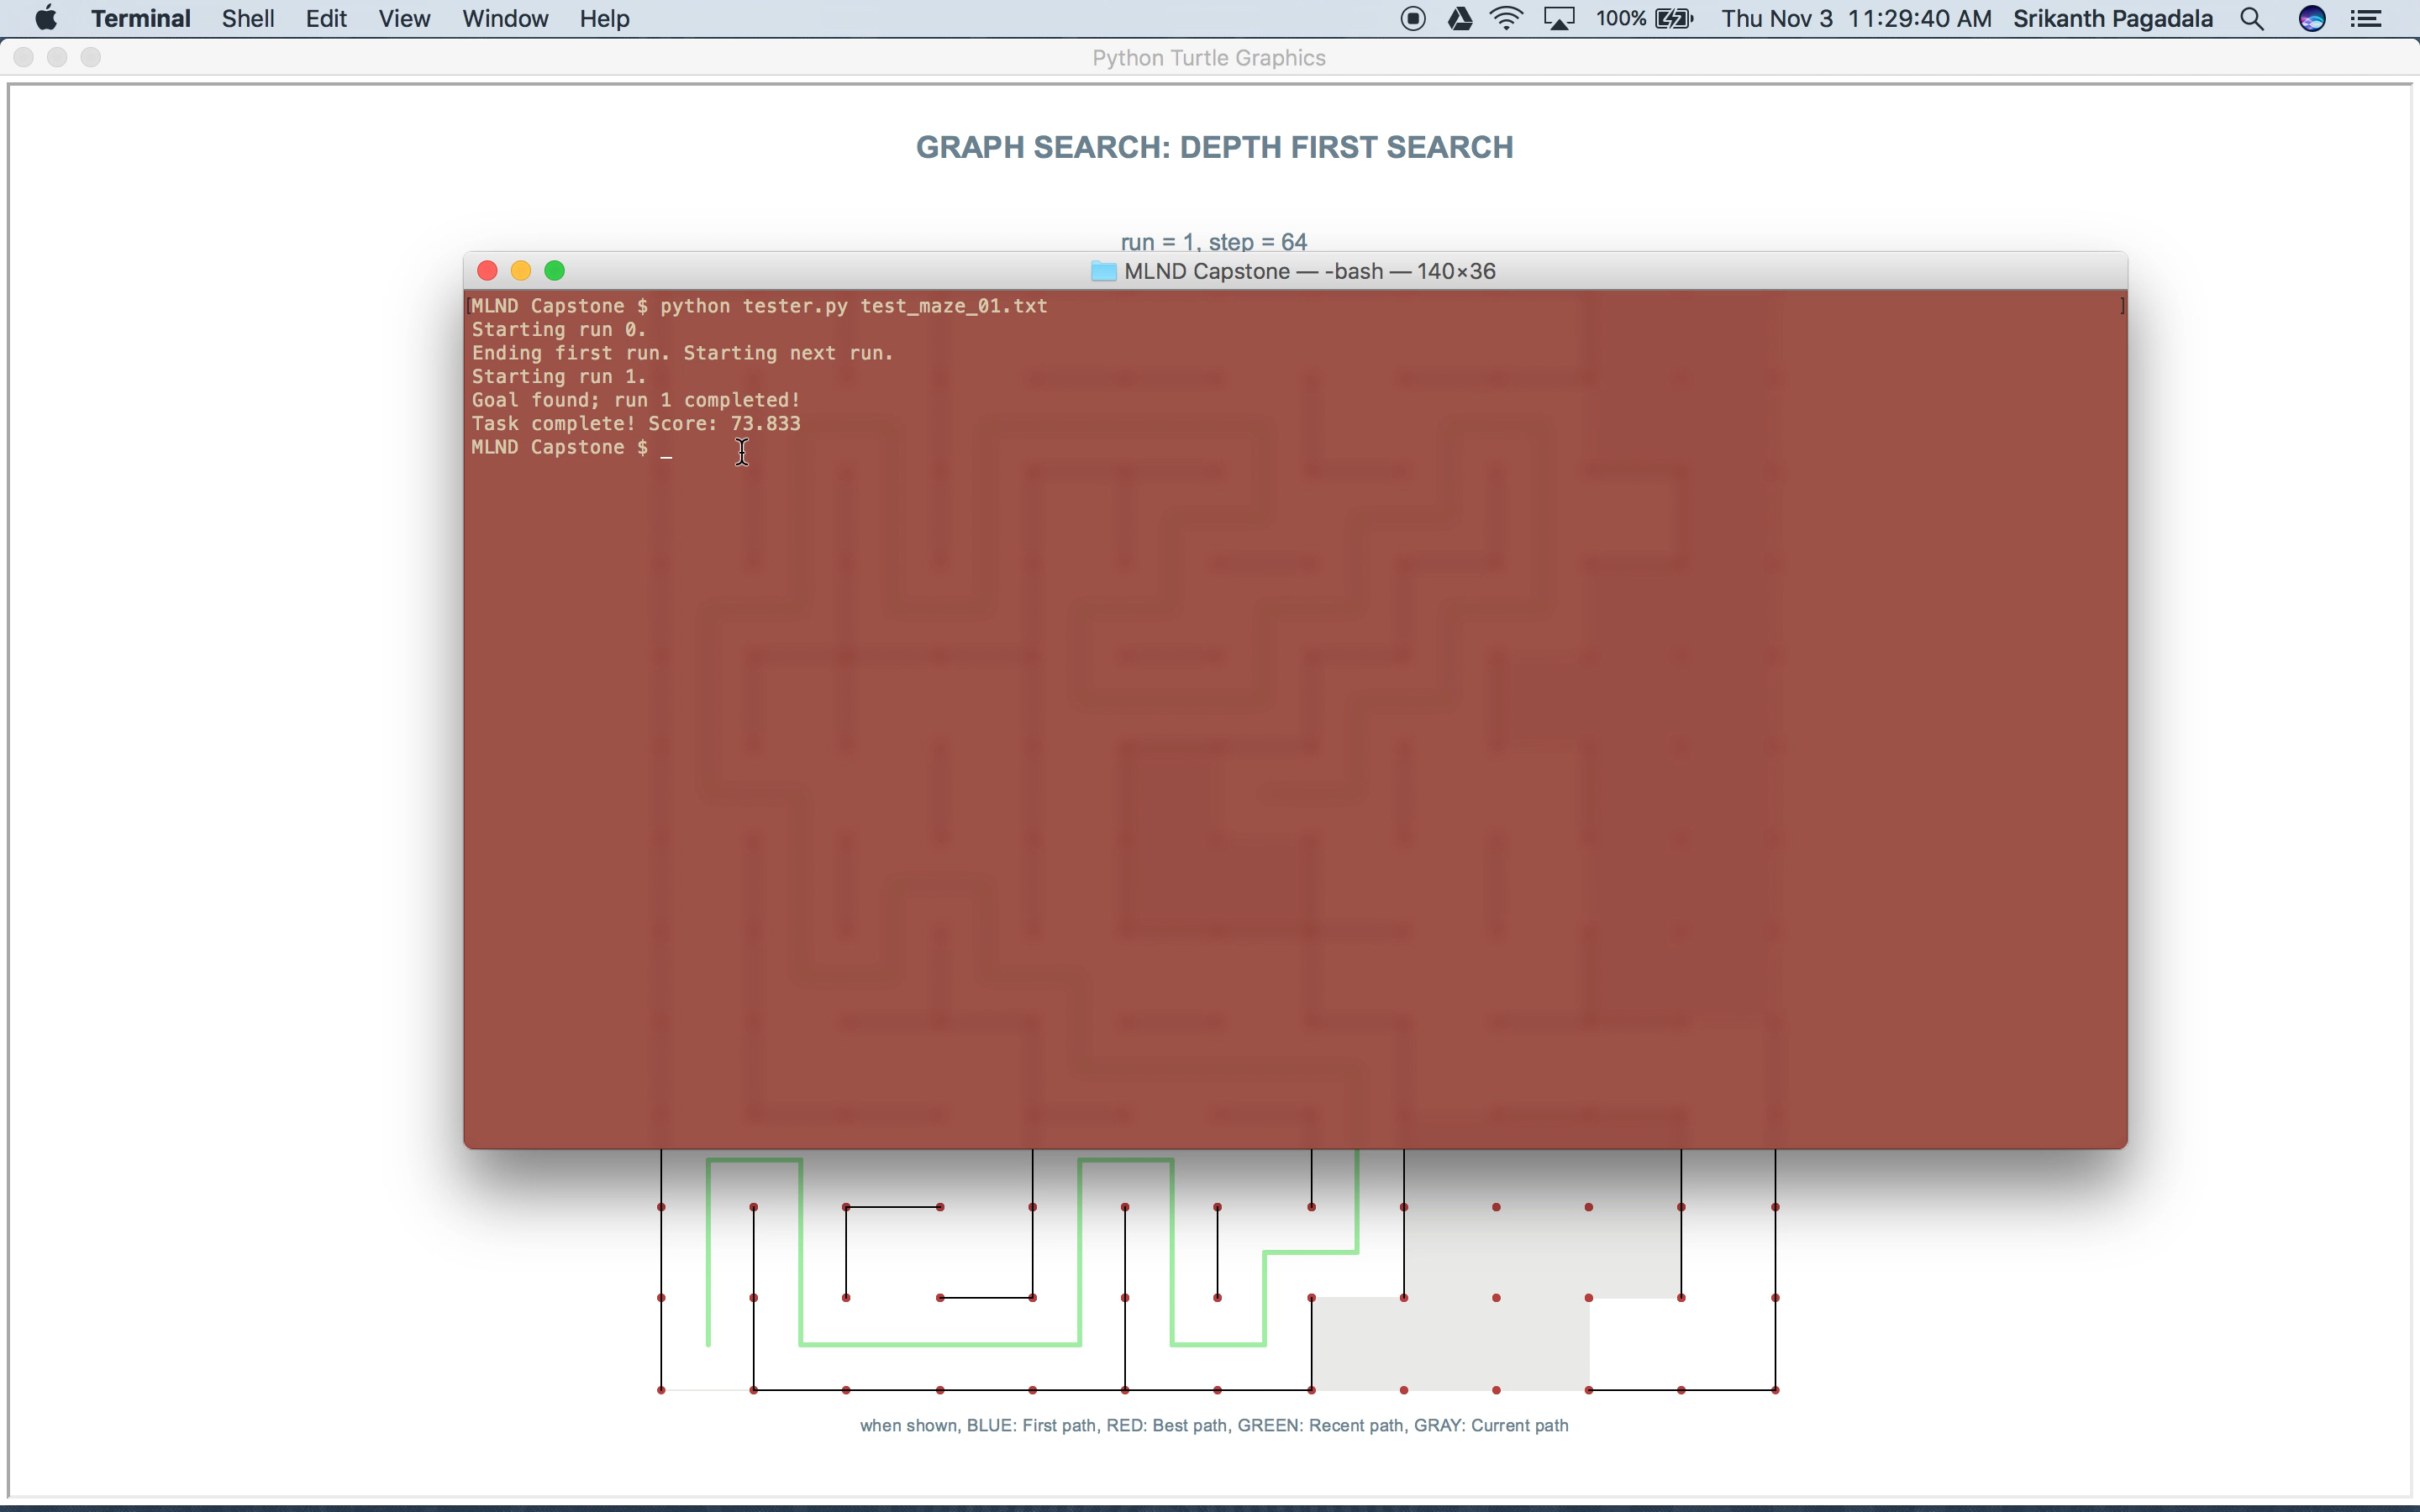 Terminal Shell Edit View Window Help 100% Thu Nov 3 11:29:40 AM Srikanth Pagadala
Python Turtle Graphics
GRAPH SEARCH: DEPTH FIRST SEARCH
run = 1, step = 64
MLND Capstone — -bash — 140×36
[MLND Capstone $ python tester.py test_maze_01.txt ]
Starting run 0.
Ending first run. Starting next run.
Starting run 1.
Goal found; run 1 completed!
Task complete! Score: 73.833
MLND Capstone $ _
when shown, BLUE: First path, RED: Best path, GREEN: Recent path, GRAY: Current path